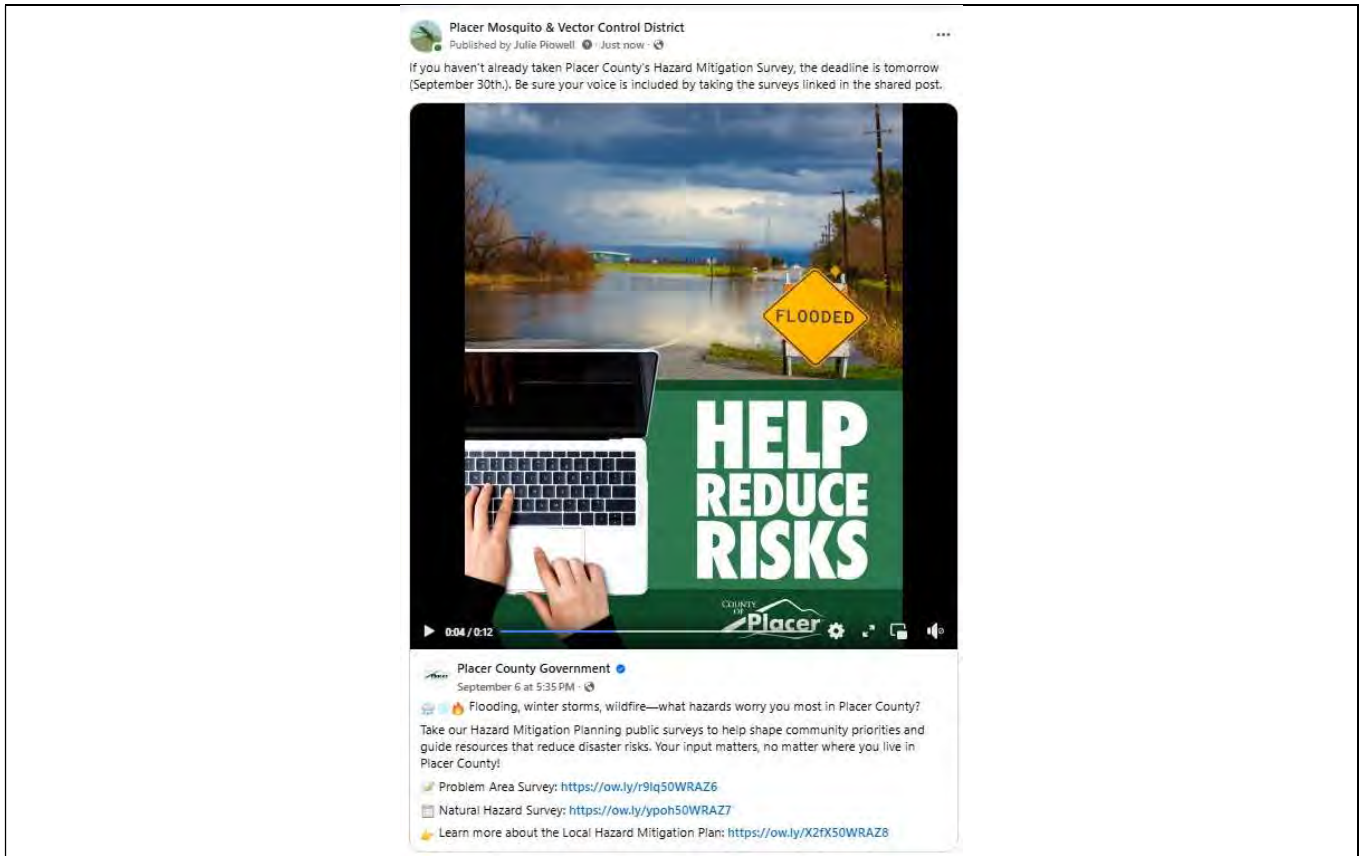 Placer Mosquito & Vector Control District
Published by Julie Plowell · Just now ·
If you haven't already taken Placer County's Hazard Mitigation Survey, the deadline is tomorrow
(September 30th.). Be sure your voice is included by taking the surveys linked in the shared post.
FLOODED
HELP
REDUCE
RISKS
COUNTY
OF
Placer
0:04 / 0:12
Placer County Government
September 6 at 5:35 PM ·
Flooding, winter storms, wildfire—what hazards worry you most in Placer County?
Take our Hazard Mitigation Planning public surveys to help shape community priorities and
guide resources that reduce disaster risks. Your input matters, no matter where you live in
Placer County!
Problem Area Survey: https://ow.ly/r9Iq50WRAZ6
Natural Hazard Survey: https://ow.ly/ypoh50WRAZ7
Learn more about the Local Hazard Mitigation Plan: https://ow.ly/X2fX50WRAZ8